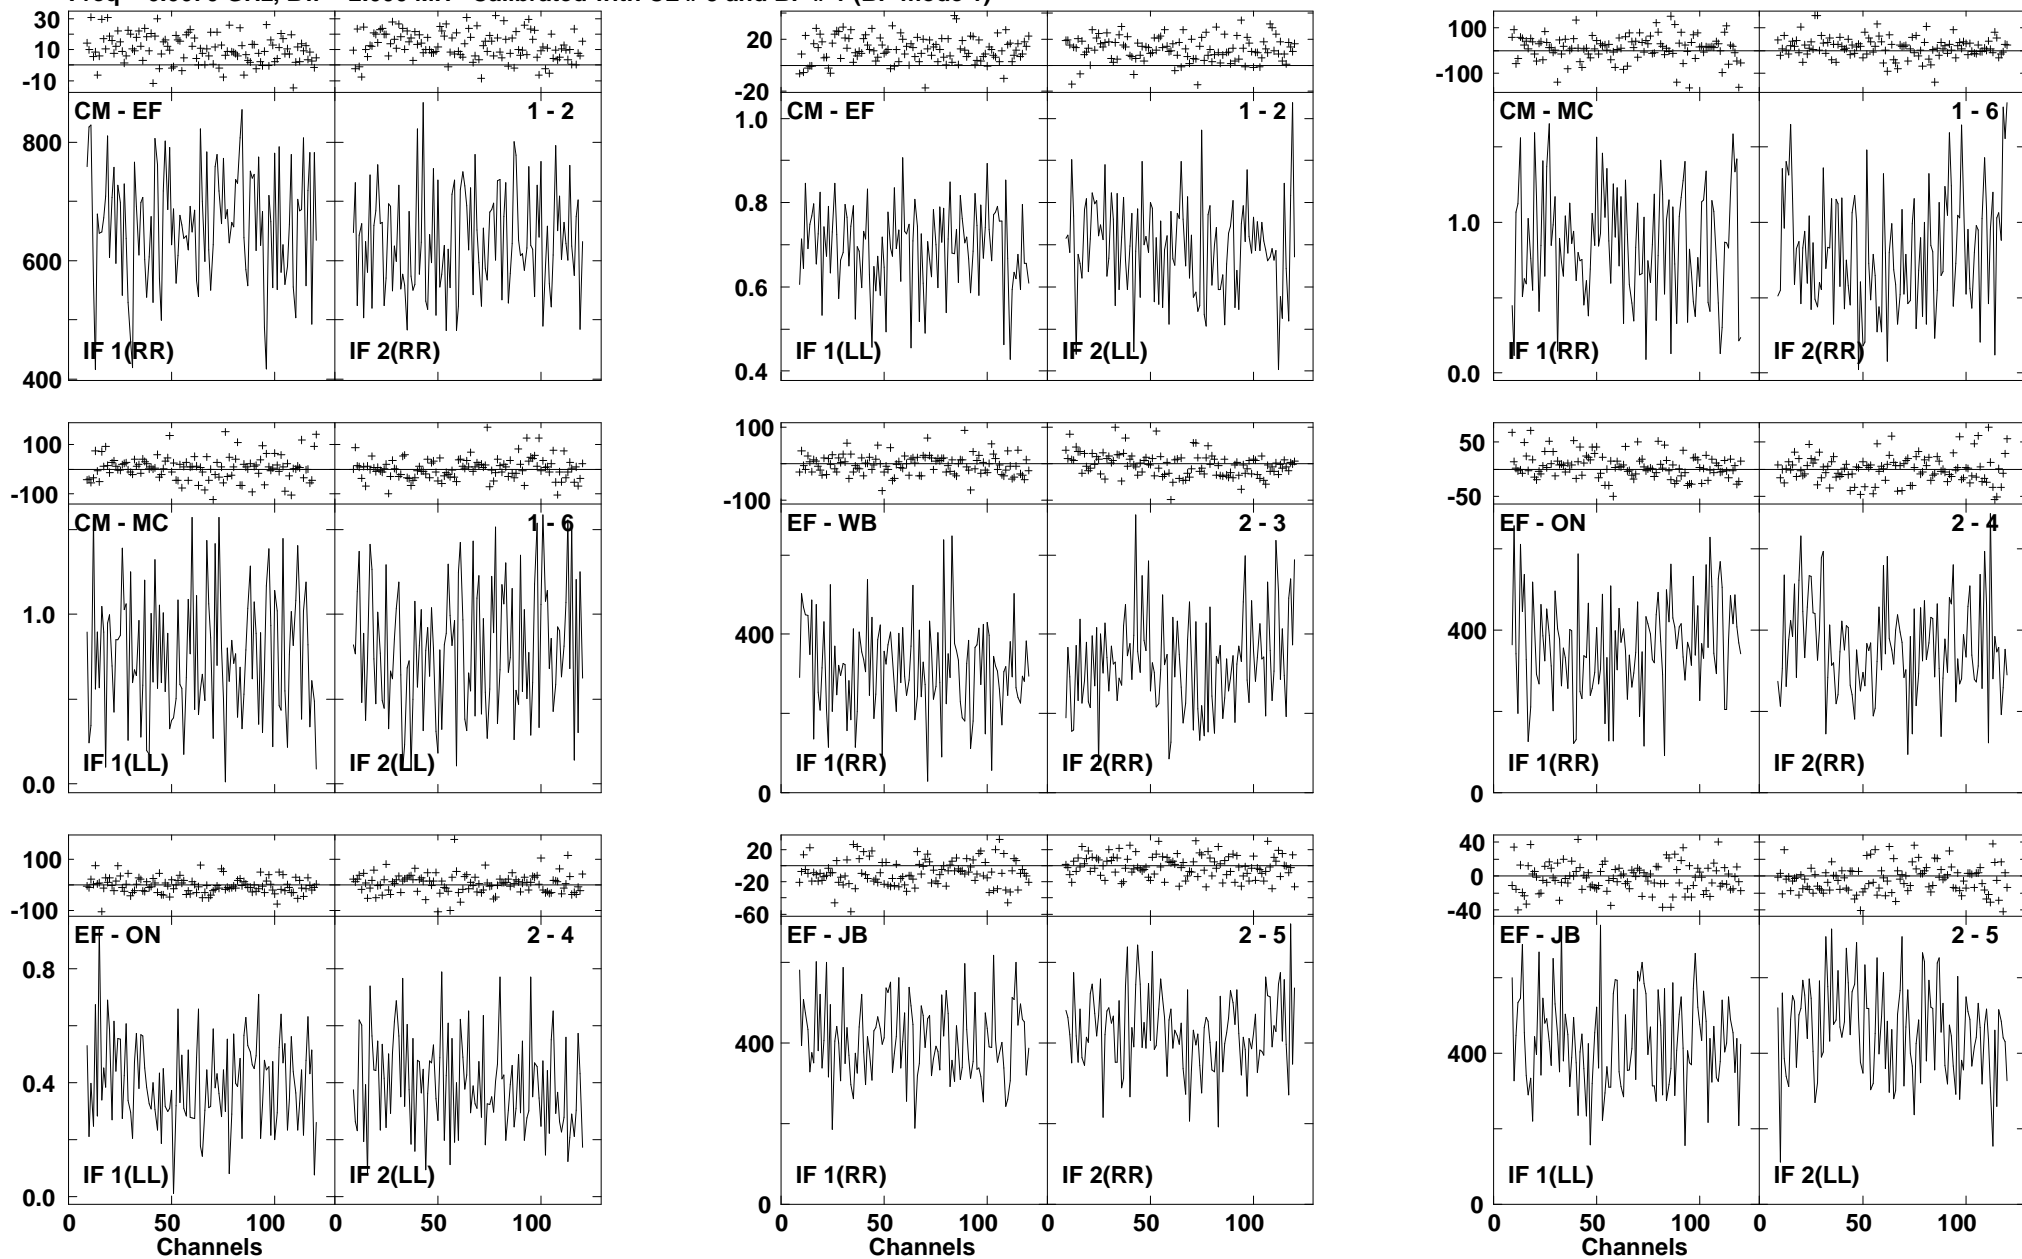 30
10
-10
CM - EF 1 - 2
800
600
400
IF 1(RR) IF 2(RR)
20
-20
CM - EF 1 - 2
1.0
0.8
0.6
0.4
IF 1(LL) IF 2(LL)
100
-100
CM - MC 1 - 6
1.0
0.0
IF 1(RR) IF 2(RR)
100
-100
CM - MC 1 - 6
1.0
0.0
IF 1(LL) IF 2(LL)
100
-100
EF - WB 2 - 3
400
0
IF 1(RR) IF 2(RR)
50
-50
EF - ON 2 - 4
400
0
IF 1(RR) IF 2(RR)
100
-100
EF - ON 2 - 4
0.8
0.4
0.0
IF 1(LL) IF 2(LL)
0 50 100 0 50 100
Channels
20
-20
-60
EF - JB 2 - 5
400
0
IF 1(RR) IF 2(RR)
0 50 100 0 50 100
Channels
40
0
-40
EF - JB 2 - 5
400
0
IF 1(LL) IF 2(LL)
0 50 100 0 50 100
Channels